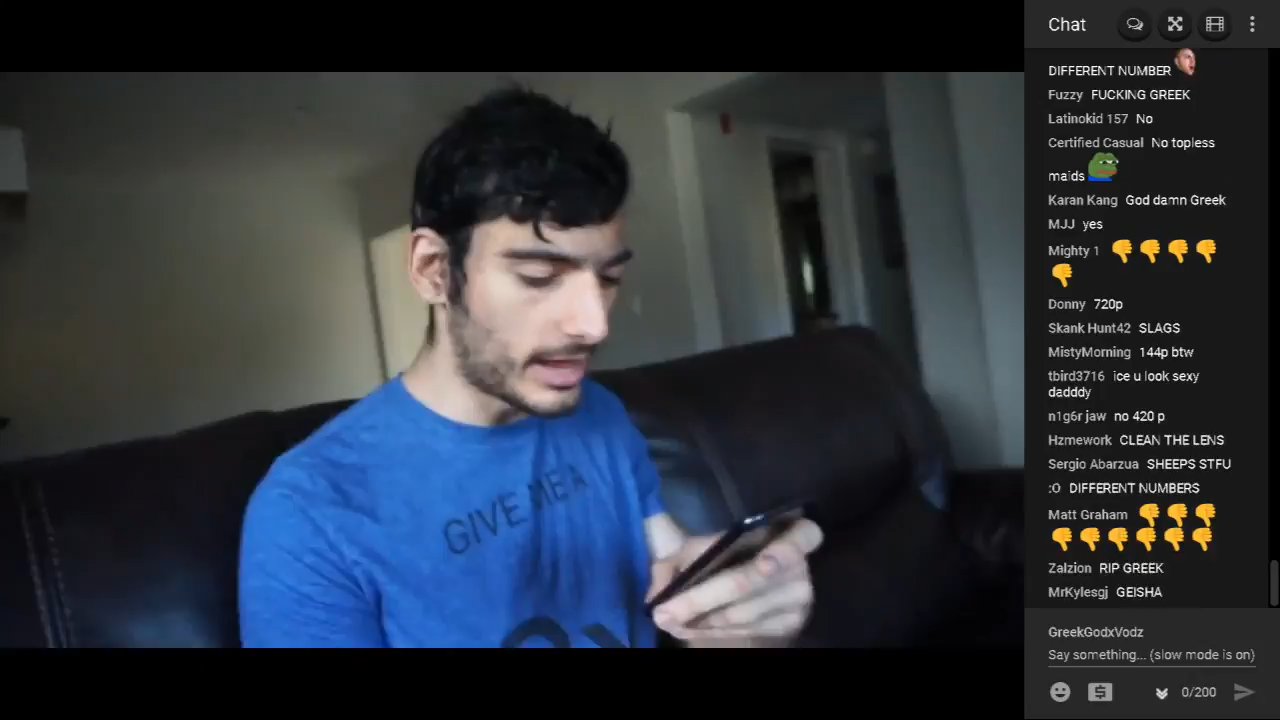 GIVE ME A
Chat
DIFFERENT NUMBER
Fuzzy FUCKING GREEK
Latinokid 157 No
Certified Casual No topless
maids
Karan Kang God damn Greek
MJJ yes
Mighty 1 👎👎👎👎
👎
Donny 720p
Skank Hunt42 SLAGS
MistyMorning 144p btw
tbird3716 ice u look sexy
dadddy
n1g6r jaw no 420 p
Hzmework CLEAN THE LENS
Sergio Abarzua SHEEPS STFU
:O DIFFERENT NUMBERS
Matt Graham 👎👎👎
👎👎👎👎👎👎
Zalzion RIP GREEK
MrKylesgj GEISHA
GreekGodxVodz
Say something... (slow mode is on)
0/200